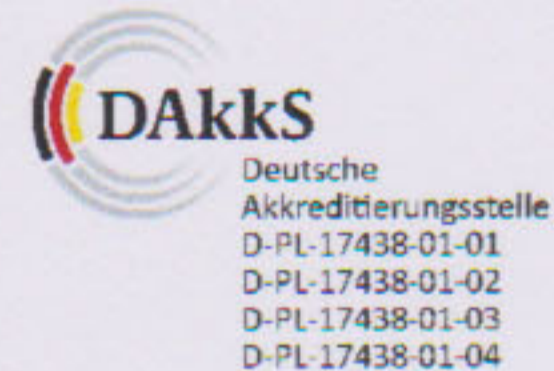 DAkkS
Deutsche
Akkreditierungsstelle
D-PL-17438-01-01
D-PL-17438-01-02
D-PL-17438-01-03
D-PL-17438-01-04